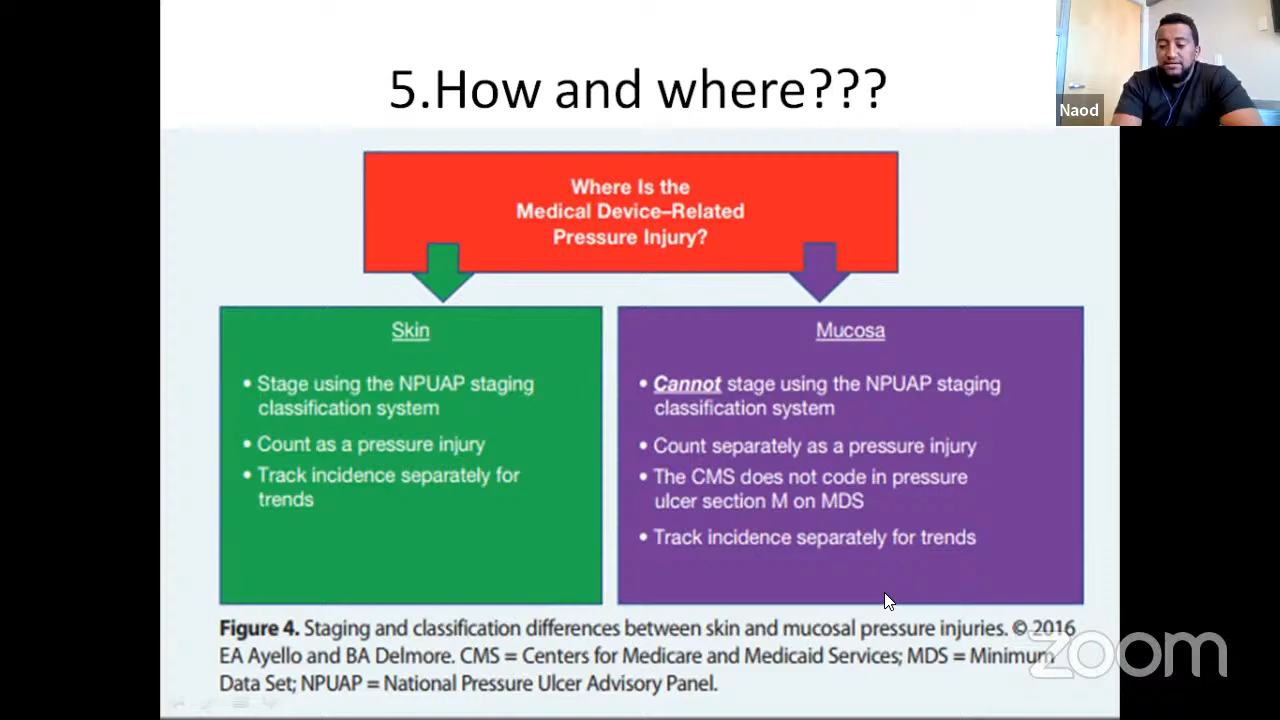 5.How and where???
Naod
Where Is the
Medical Device–Related
Pressure Injury?
Skin
• Stage using the NPUAP staging
classification system
• Count as a pressure injury
• Track incidence separately for
trends
Mucosa
• Cannot stage using the NPUAP staging
classification system
• Count separately as a pressure injury
• The CMS does not code in pressure
ulcer section M on MDS
• Track incidence separately for trends
Figure 4. Staging and classification differences between skin and mucosal pressure injuries. © 2016
EA Ayello and BA Delmore. CMS = Centers for Medicare and Medicaid Services; MDS = Minimum
Data Set; NPUAP = National Pressure Ulcer Advisory Panel.
zoom